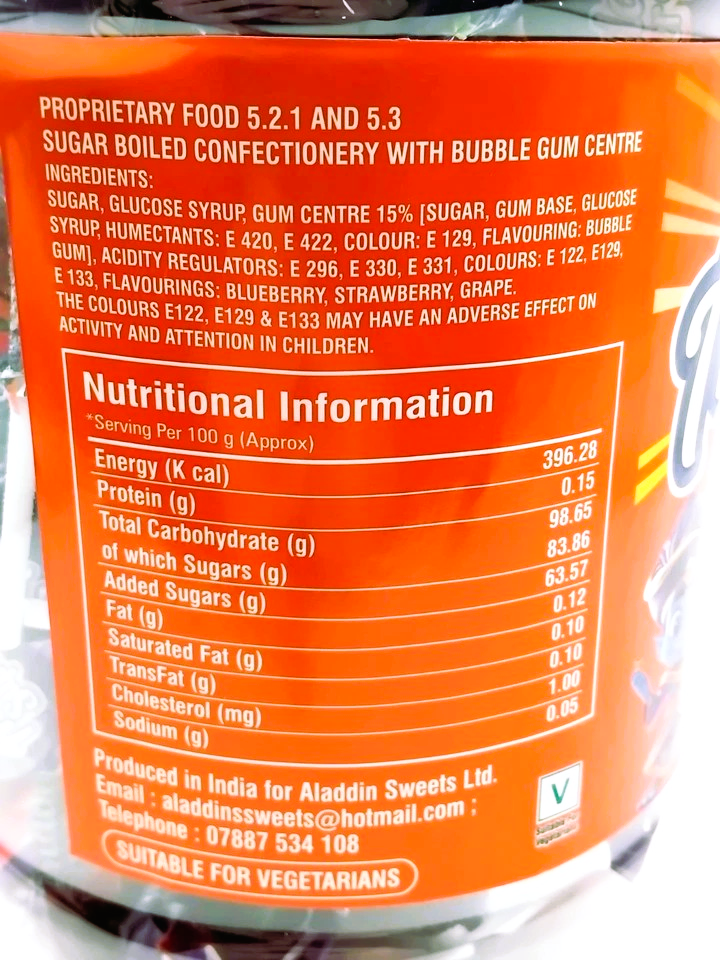 PROPRIETARY FOOD 5.2.1 AND 5.3
SUGAR BOILED CONFECTIONERY WITH BUBBLE GUM CENTRE
INGREDIENTS:
SUGAR, GLUCOSE SYRUP, GUM CENTRE 15% [SUGAR, GUM BASE, GLUCOSE
SYRUP, HUMECTANTS: E 420, E 422, COLOUR: E 129, FLAVOURING: BUBBLE
GUM], ACIDITY REGULATORS: E 296, E 330, E 331, COLOURS: E 122, E129,
E 133, FLAVOURINGS: BLUEBERRY, STRAWBERRY, GRAPE.
THE COLOURS E122, E129 & E133 MAY HAVE AN ADVERSE EFFECT ON
ACTIVITY AND ATTENTION IN CHILDREN.
Nutritional Information
*Serving Per 100 g (Approx)
Energy (K cal) 396.28
Protein (g) 0.15
Total Carbohydrate (g) 98.65
of which Sugars (g) 83.86
Added Sugars (g) 63.57
Fat (g) 0.12
Saturated Fat (g) 0.10
TransFat (g) 0.10
Cholesterol (mg) 1.00
Sodium (g) 0.05
Produced in India for Aladdin Sweets Ltd.
Email : aladdinssweets@hotmail.com ;
Telephone : 07887 534 108
SUITABLE FOR VEGETARIANS
V